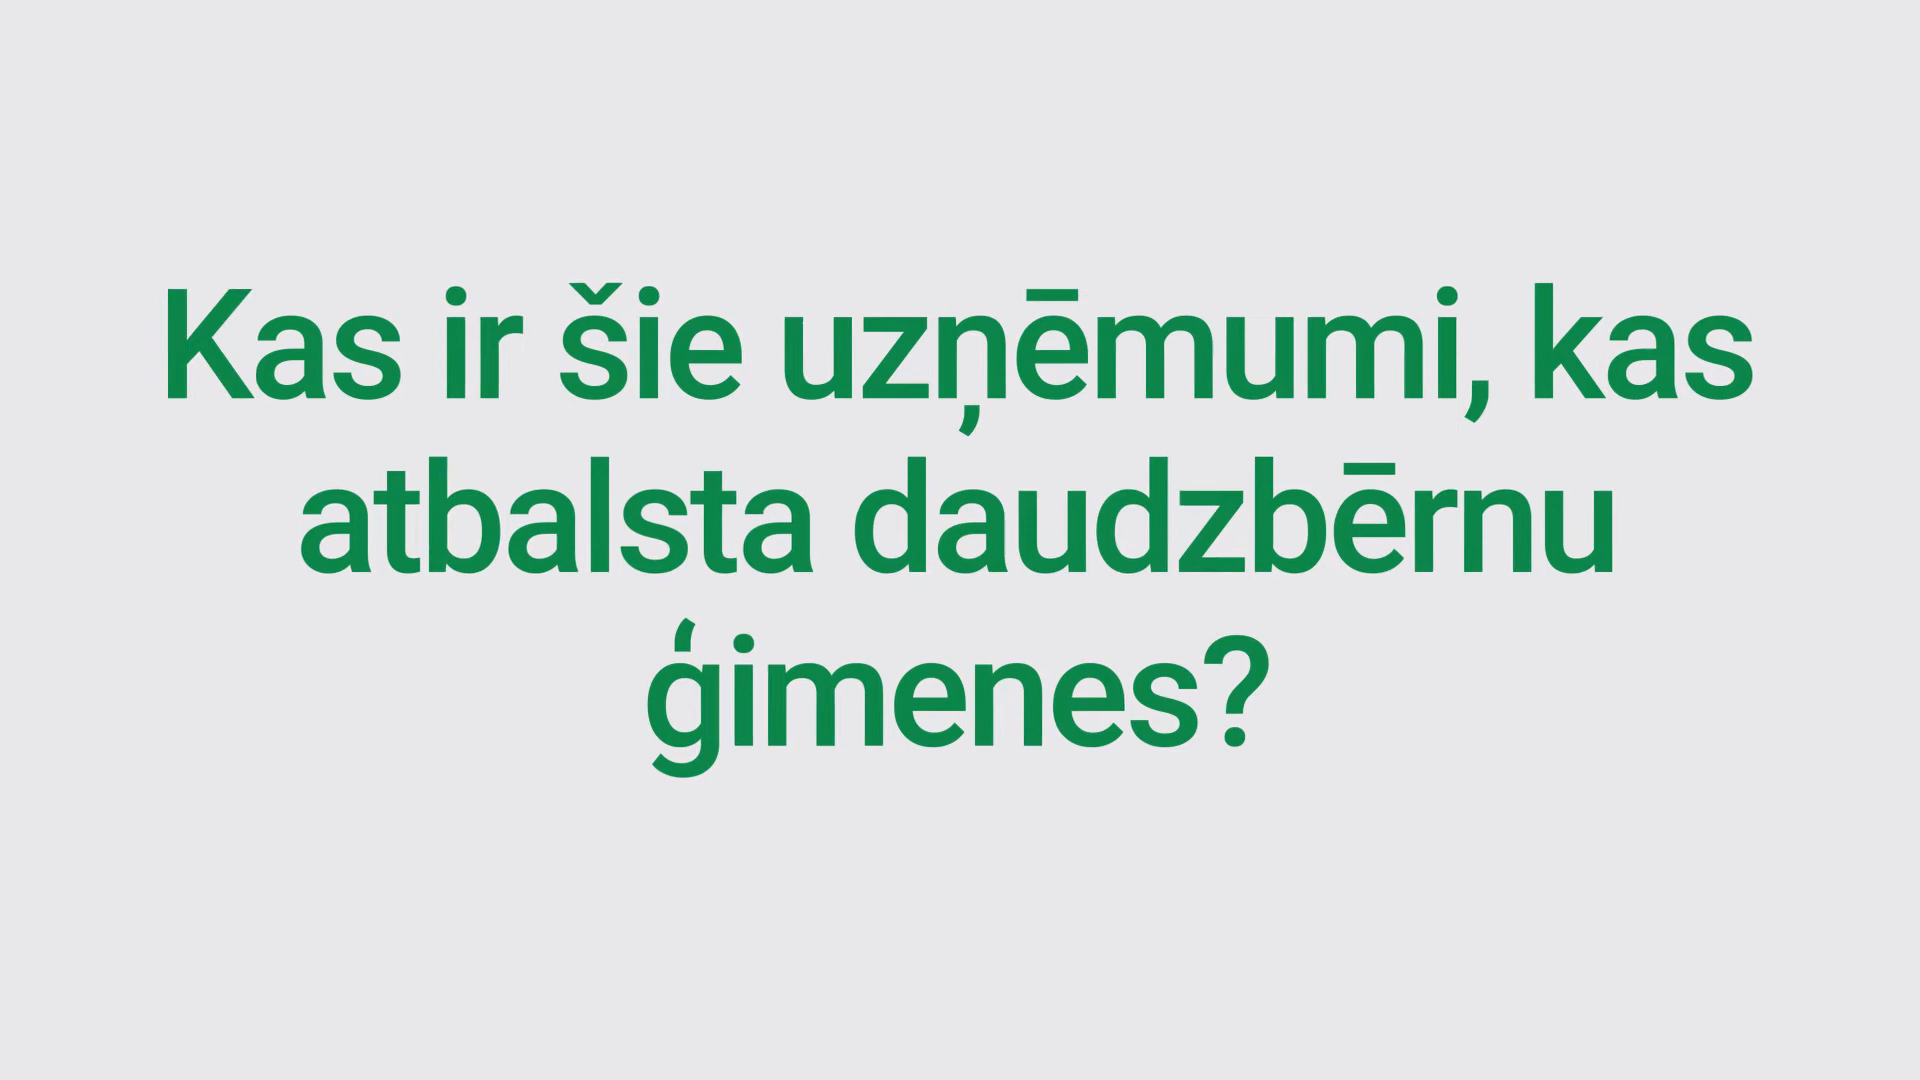 Kas ir šie uzņēmumi, kas
atbalsta daudzbērnu
ģimenes?